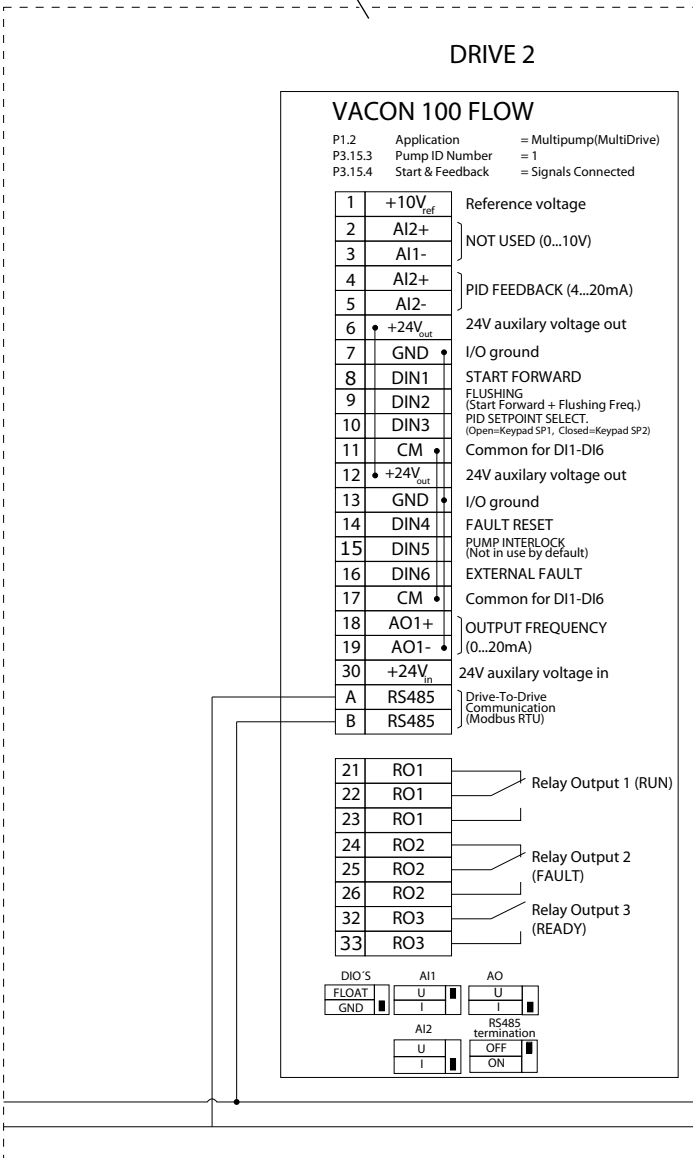 DRIVE 2
VACON 100 FLOW
P1.2 Application = Multipump(MultiDrive)
P3.15.3 Pump ID Number = 1
P3.15.4 Start & Feedback = Signals Connected
1 +10Vref Reference voltage
2 AI2+
NOT USED (0...10V)
3 AI1-
4 AI2+
PID FEEDBACK (4...20mA)
5 AI2-
6 +24Vout 24V auxilary voltage out
7 GND I/O ground
8 DIN1 START FORWARD
9 DIN2 FLUSHING
(Start Forward + Flushing Freq.)
10 DIN3 PID SETPOINT SELECT.
(Open=Keypad SP1, Closed=Keypad SP2)
11 CM Common for DI1-DI6
12 +24Vout 24V auxilary voltage out
13 GND I/O ground
14 DIN4 FAULT RESET
15 DIN5 PUMP INTERLOCK
(Not in use by default)
16 DIN6 EXTERNAL FAULT
17 CM Common for DI1-DI6
18 AO1+ OUTPUT FREQUENCY
19 AO1- (0...20mA)
30 +24Vin 24V auxilary voltage in
A RS485 Drive-To-Drive
Communication
B RS485 (Modbus RTU)
21 RO1
Relay Output 1 (RUN)
22 RO1
23 RO1
24 RO2
Relay Output 2
25 RO2
(FAULT)
26 RO2
Relay Output 3
32 RO3
(READY)
33 RO3
DIO´S AI1 AO
FLOAT U U
GND I I
AI2 RS485
termination
U OFF
I ON